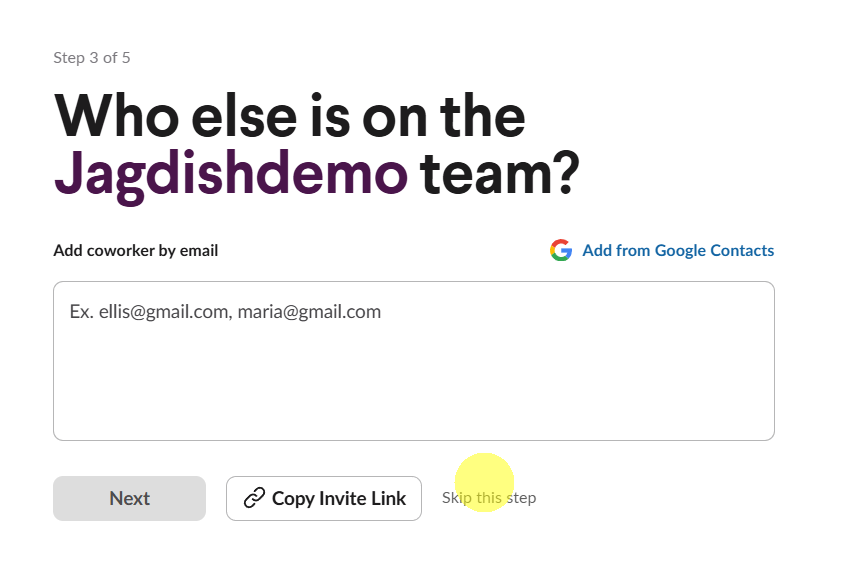 Step 3 of 5
Who else is on the
Jagdishdemo team?
Add coworker by email
Add from Google Contacts
Ex. ellis@gmail.com, maria@gmail.com
Next
Copy Invite Link
Skip this step